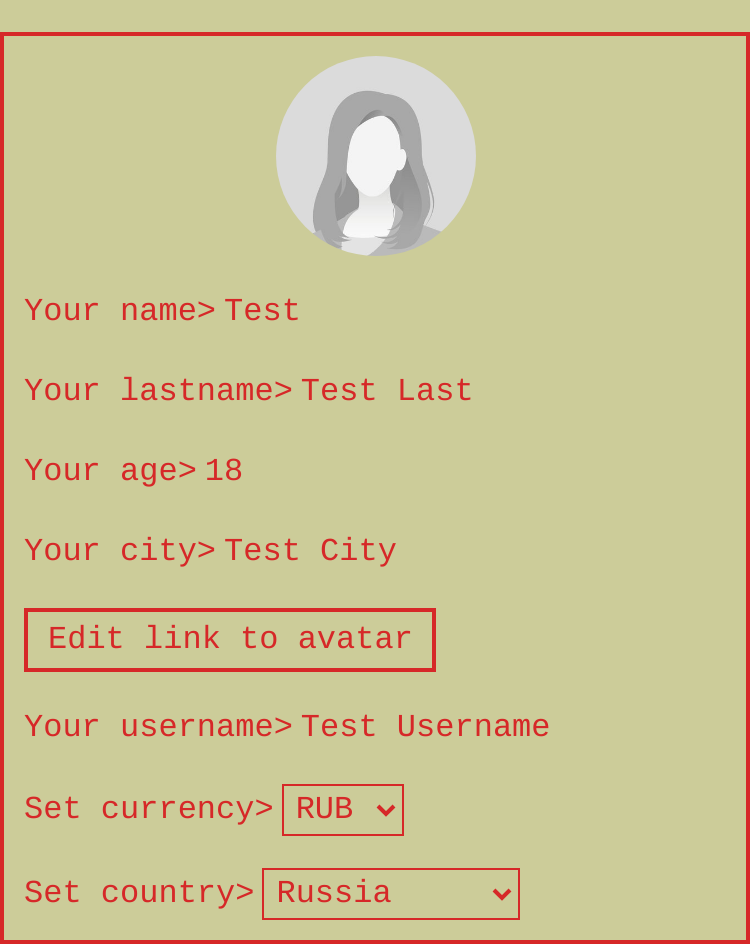 Your name> Test
Your lastname> Test Last
Your age> 18
Your city> Test City
Edit link to avatar
Your username> Test Username
Set currency> RUB
Set country> Russia